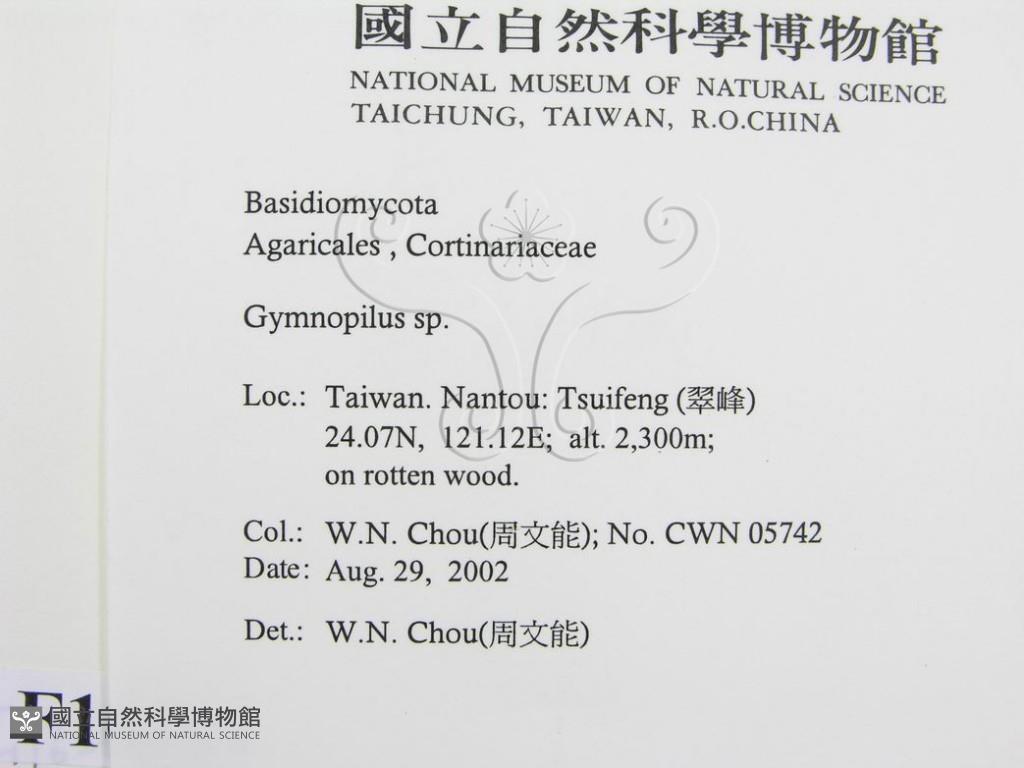 國立自然科學博物館
NATIONAL MUSEUM OF NATURAL SCIENCE
TAICHUNG, TAIWAN, R.O.CHINA
Basidiomycota
Agaricales , Cortinariaceae
Gymnopilus sp.
Loc.: Taiwan. Nantou: Tsuifeng (翠峰)
24.07N, 121.12E; alt. 2,300m;
on rotten wood.
Col.: W.N. Chou(周文能); No. CWN 05742
Date: Aug. 29, 2002
Det.: W.N. Chou(周文能)
F1
國立自然科學博物館
NATIONAL MUSEUM OF NATURAL SCIENCE